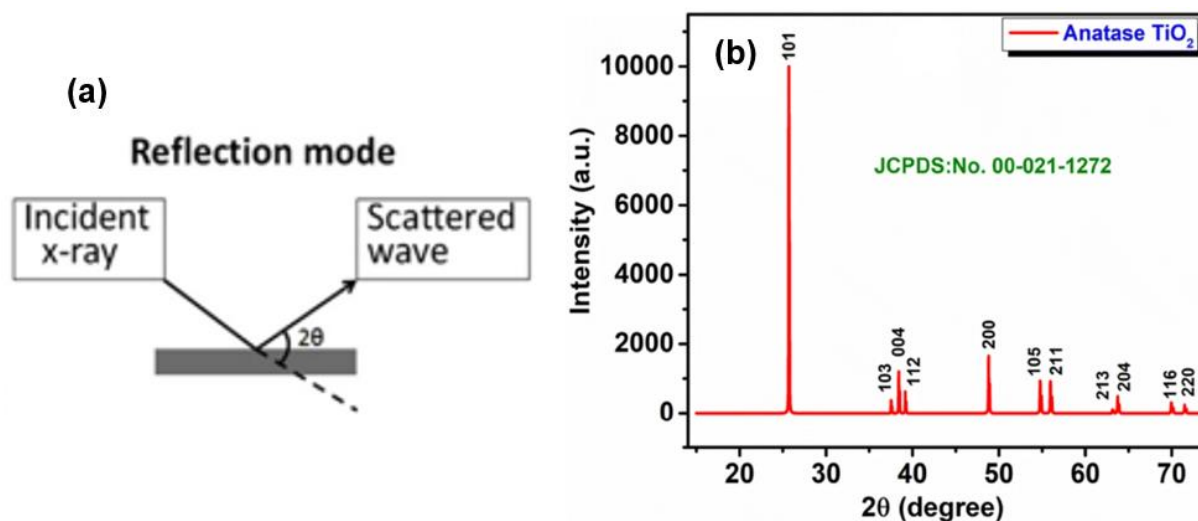 (a)
Reflection mode
Incident
x-ray
Scattered
wave
2θ
(b)
Anatase TiO₂
JCPDS:No. 00-021-1272
Intensity (a.u.)
10000
8000
6000
4000
2000
0
101
103
004
112
200
105
211
213
204
116
220
20
30
40
50
60
70
2θ (degree)